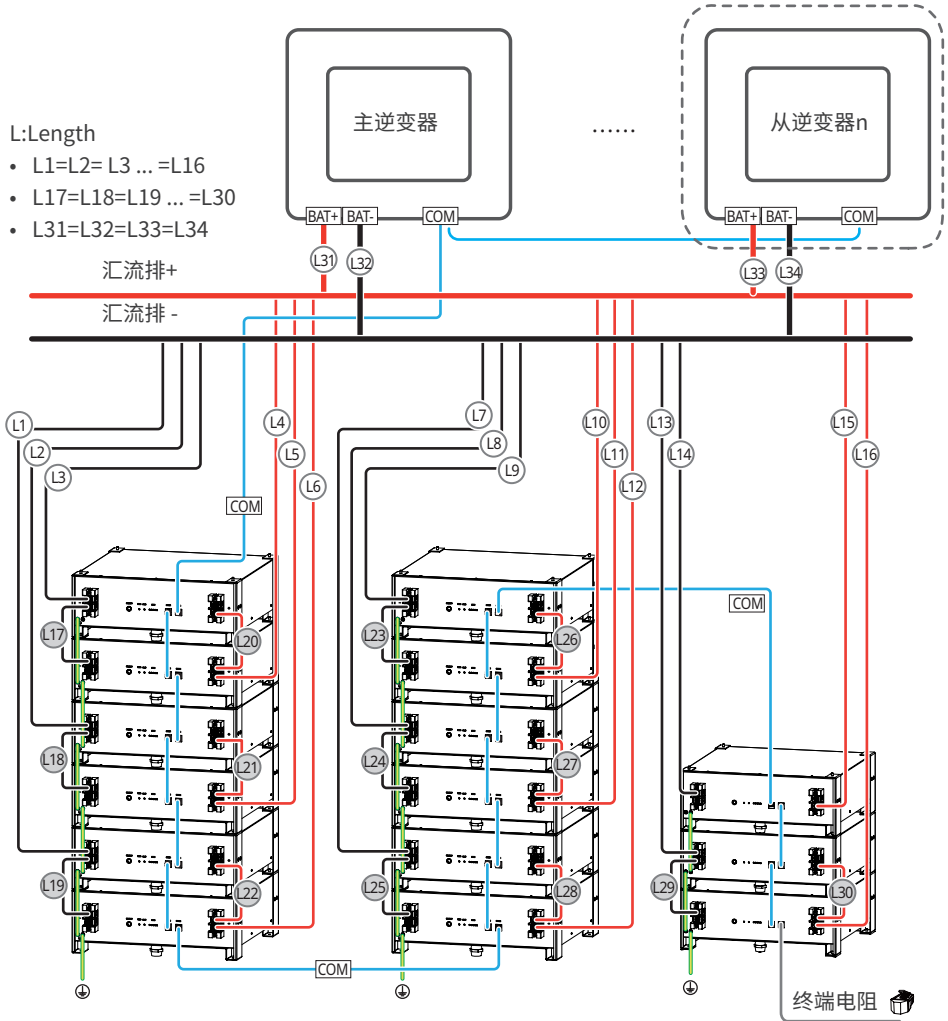 主逆变器
......
从逆变器n
L:Length
• L1=L2= L3 ... =L16
• L17=L18=L19 ... =L30
• L31=L32=L33=L34
BAT+ BAT- COM
BAT+ BAT- COM
L31 L32 L33 L34
汇流排+
汇流排 -
L1 L4 L7 L10 L13 L15
L2 L5 L8 L11 L14 L16
L3 L6 L9 L12
COM
COM
L17 L20 L23 L26
L18 L21 L24 L27
L19 L22 L25 L28 L29 L30
COM
终端电阻